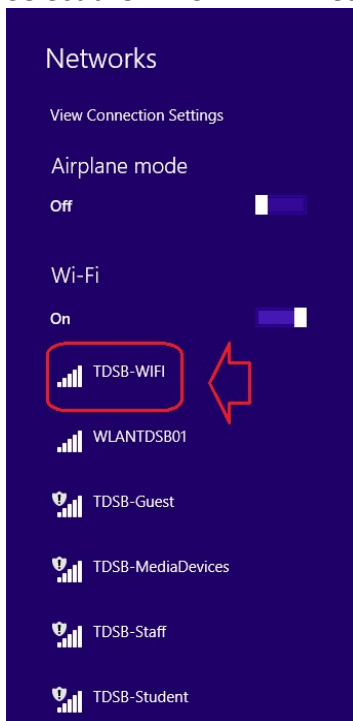 Networks
View Connection Settings
Airplane mode
Off
Wi-Fi
On
TDSB-WIFI
WLANTDSB01
TDSB-Guest
TDSB-MediaDevices
TDSB-Staff
TDSB-Student